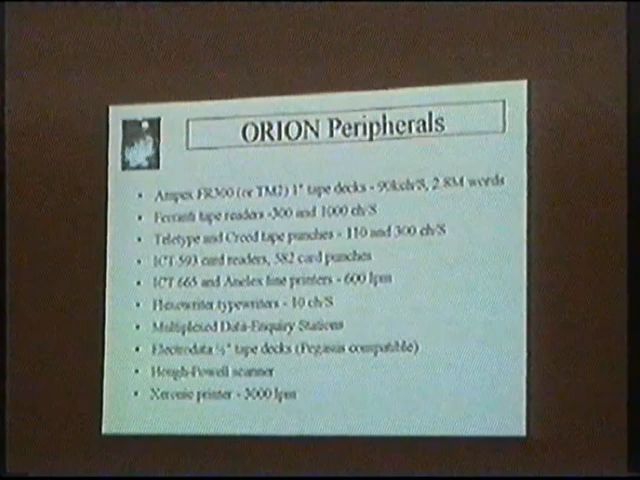 ORION Peripherals
• Ampex FR300 (or TM2) 1" tape decks - 90kch/S, 2.8M words
• Ferranti tape readers -300 and 1000 ch/S
• Teletype and Creed tape punches - 110 and 300 ch/S
• ICT 593 card readers, 582 card punches
• ICT 665 and Anelex line printers - 600 lpm
• Flexowriter typewriters - 10 ch/S
• Multiplexed Data-Enquiry Stations
• Electrodata ½" tape decks (Pegasus compatible)
• Hough-Powell scanner
• Xeronic printer - 3000 lpm